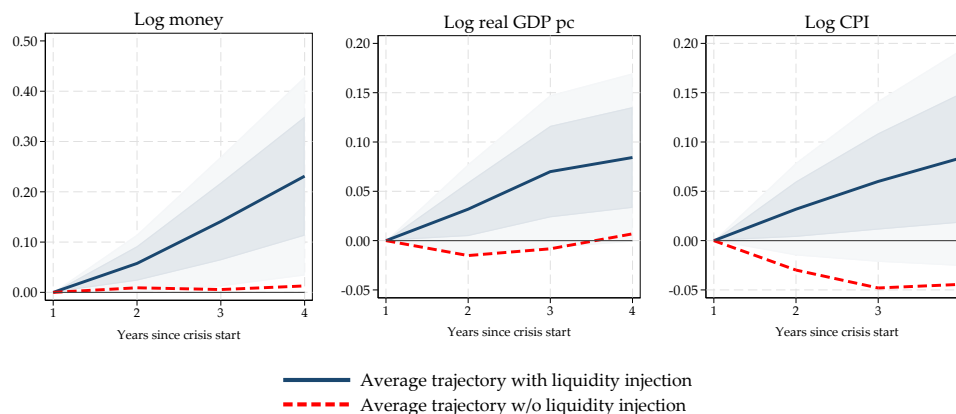 Log money
0.50
0.40
0.30
0.20
0.10
0.00
1 2 3 4
Years since crisis start
Log real GDP pc
0.20
0.15
0.10
0.05
0.00
-0.05
1 2 3 4
Years since crisis start
Log CPI
0.20
0.15
0.10
0.05
0.00
-0.05
1 2 3
Years since crisis start
Average trajectory with liquidity injection
Average trajectory w/o liquidity injection